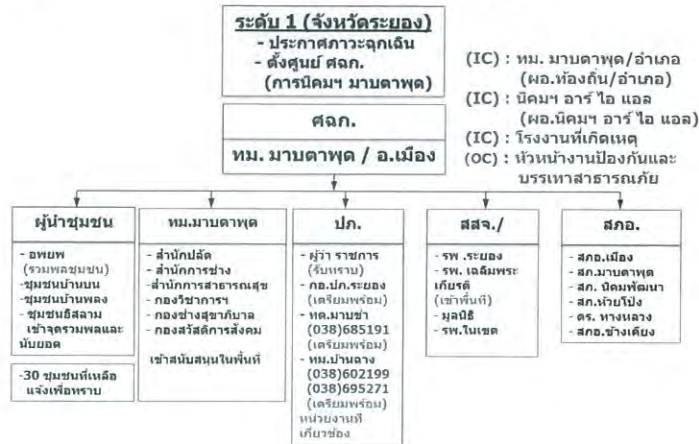 ระดับ 1 (จังหวัดระยอง)
- ประกาศภาวะฉุกเฉิน
- ตั้งศูนย์ ศฉก.
(การนิคมฯ มาบตาพุด)
(IC) : ทม. มาบตาพุด/อำเภอ
(ผอ.ท้องถิ่น/อำเภอ)
(IC) : นิคมฯ อาร์ ไอ แอล
(ผอ.นิคมฯ อาร์ ไอ แอล)
(IC) : โรงงานที่เกิดเหตุ
(OC) : หัวหน้างานป้องกันและ
บรรเทาสาธารณภัย
ศฉก.
ทม. มาบตาพุด / อ.เมือง
ผู้นำชุมชน
- อพยพ
(รวมพลชุมชน)
-ชุมชนบ้านบน
-ชุมชนบ้านพลง
- ชุมชนอิสลาม
เข้าจุดรวมพลและ
นับยอด
-30 ชุมชนที่เหลือ
แจ้งเพื่อทราบ
ทม.มาบตาพุด
- สำนักปลัด
- สำนักการช่าง
-สำนักการสาธารณสุข
- กองวิชาการฯ
- กองช่างสุขาภิบาล
- กองสวัสดิการสังคม
เข้าสนับสนุนในพื้นที่
ปภ.
- ผู้ว่า ราชการ
(รับทราบ)
- กอ.ปภ.ระยอง
(เตรียมพร้อม)
- ทต.มาบข่า
(038)685191
(เตรียมพร้อม)
- ทม.บ้านฉาง
(038)602199
(038)695271
(เตรียมพร้อม)
หน่วยงานที่
เกี่ยวข้อง
สสจ./
- รพ .ระยอง
- รพ. เฉลิมพระ
เกียรติ
(เข้าพื้นที่)
- มูลนิธิ
- รพ.ในเขต
สภอ.
- สภอ.เมือง
- สภ.มาบตาพุด
- สภ. นิคมพัฒนา
- สภ.ห้วยโป่ง
- ตร. ทางหลวง
- สภอ.ข้างเคียง